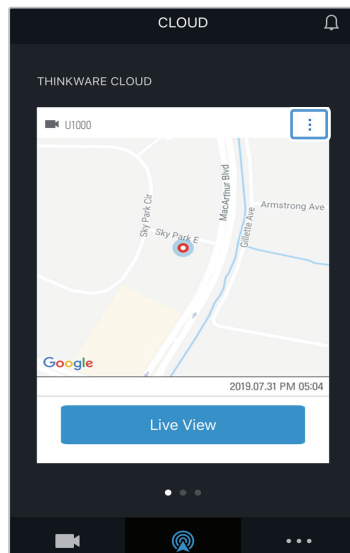 CLOUD
THINKWARE CLOUD
U1000
MacArthur Blvd
Sky Park Cir
Armstrong Ave
Gillette Ave
Sky Park E
Google
2019.07.31 PM 05:04
Live View